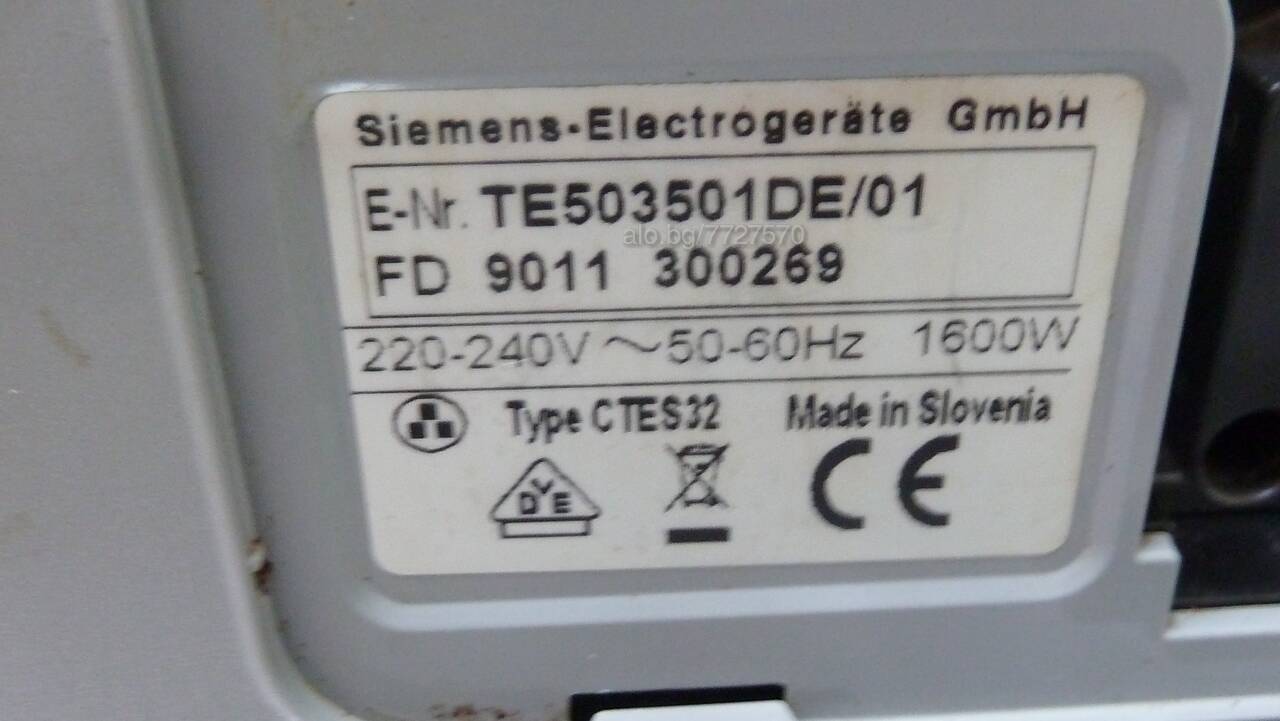 Siemens-Electrogeräte GmbH
E-Nr. TE503501DE/01
alo.bg/7727570
FD 9011 300269
220-240V ~50-60Hz 1600W
Type CTES32 Made in Slovenia
DVE
CE